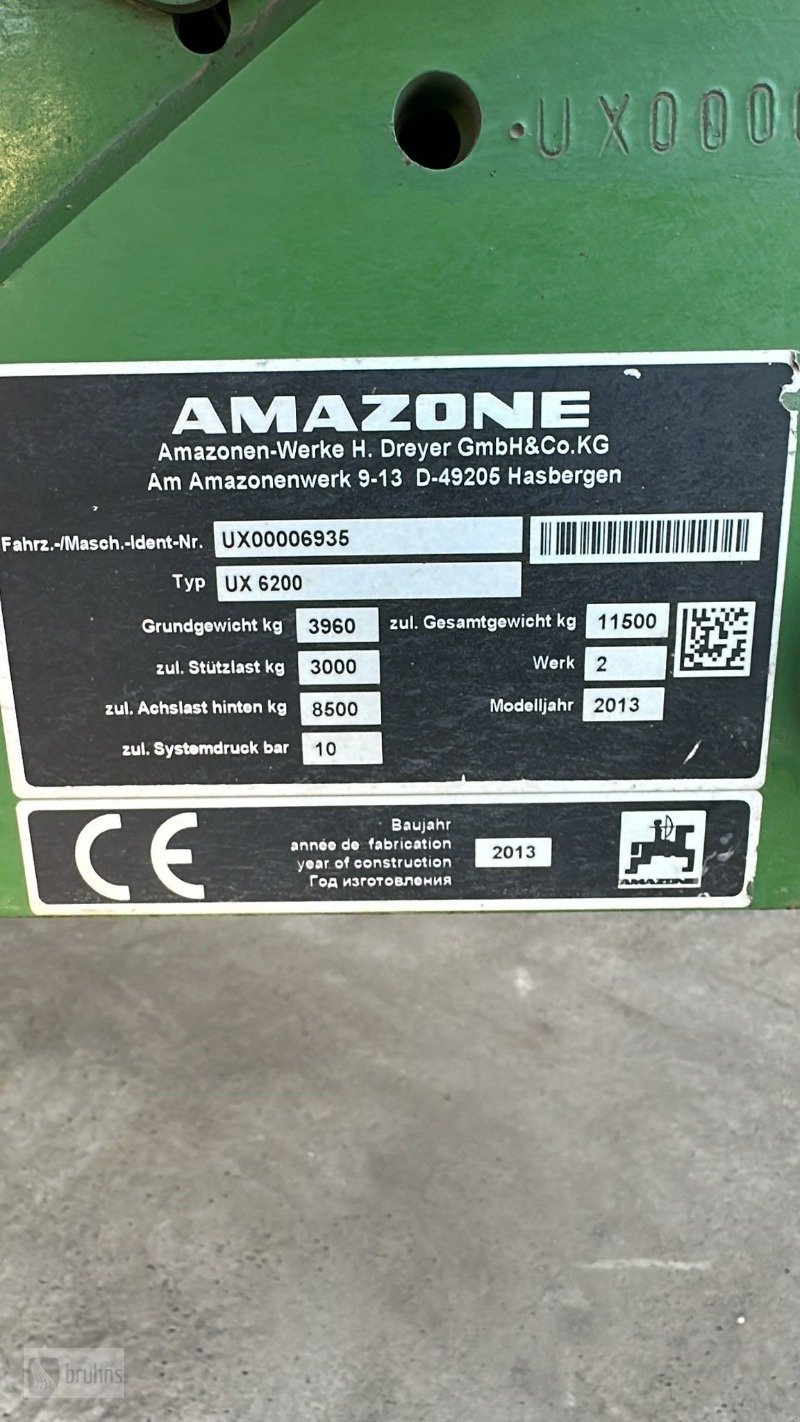 UX000
AMAZONE
Amazonen-Werke H. Dreyer GmbH&Co.KG
Am Amazonenwerk 9-13 D-49205 Hasbergen
Fahrz.-/Masch.-Ident-Nr. UX00006935
Typ UX 6200
Grundgewicht kg 3960 zul. Gesamtgewicht kg 11500
zul. Stützlast kg 3000 Werk 2
zul. Achslast hinten kg 8500 Modelljahr 2013
zul. Systemdruck bar 10
CE
Baujahr
année de fabrication
year of construction
Год изготовления
2013
AMAZONE
bruhns